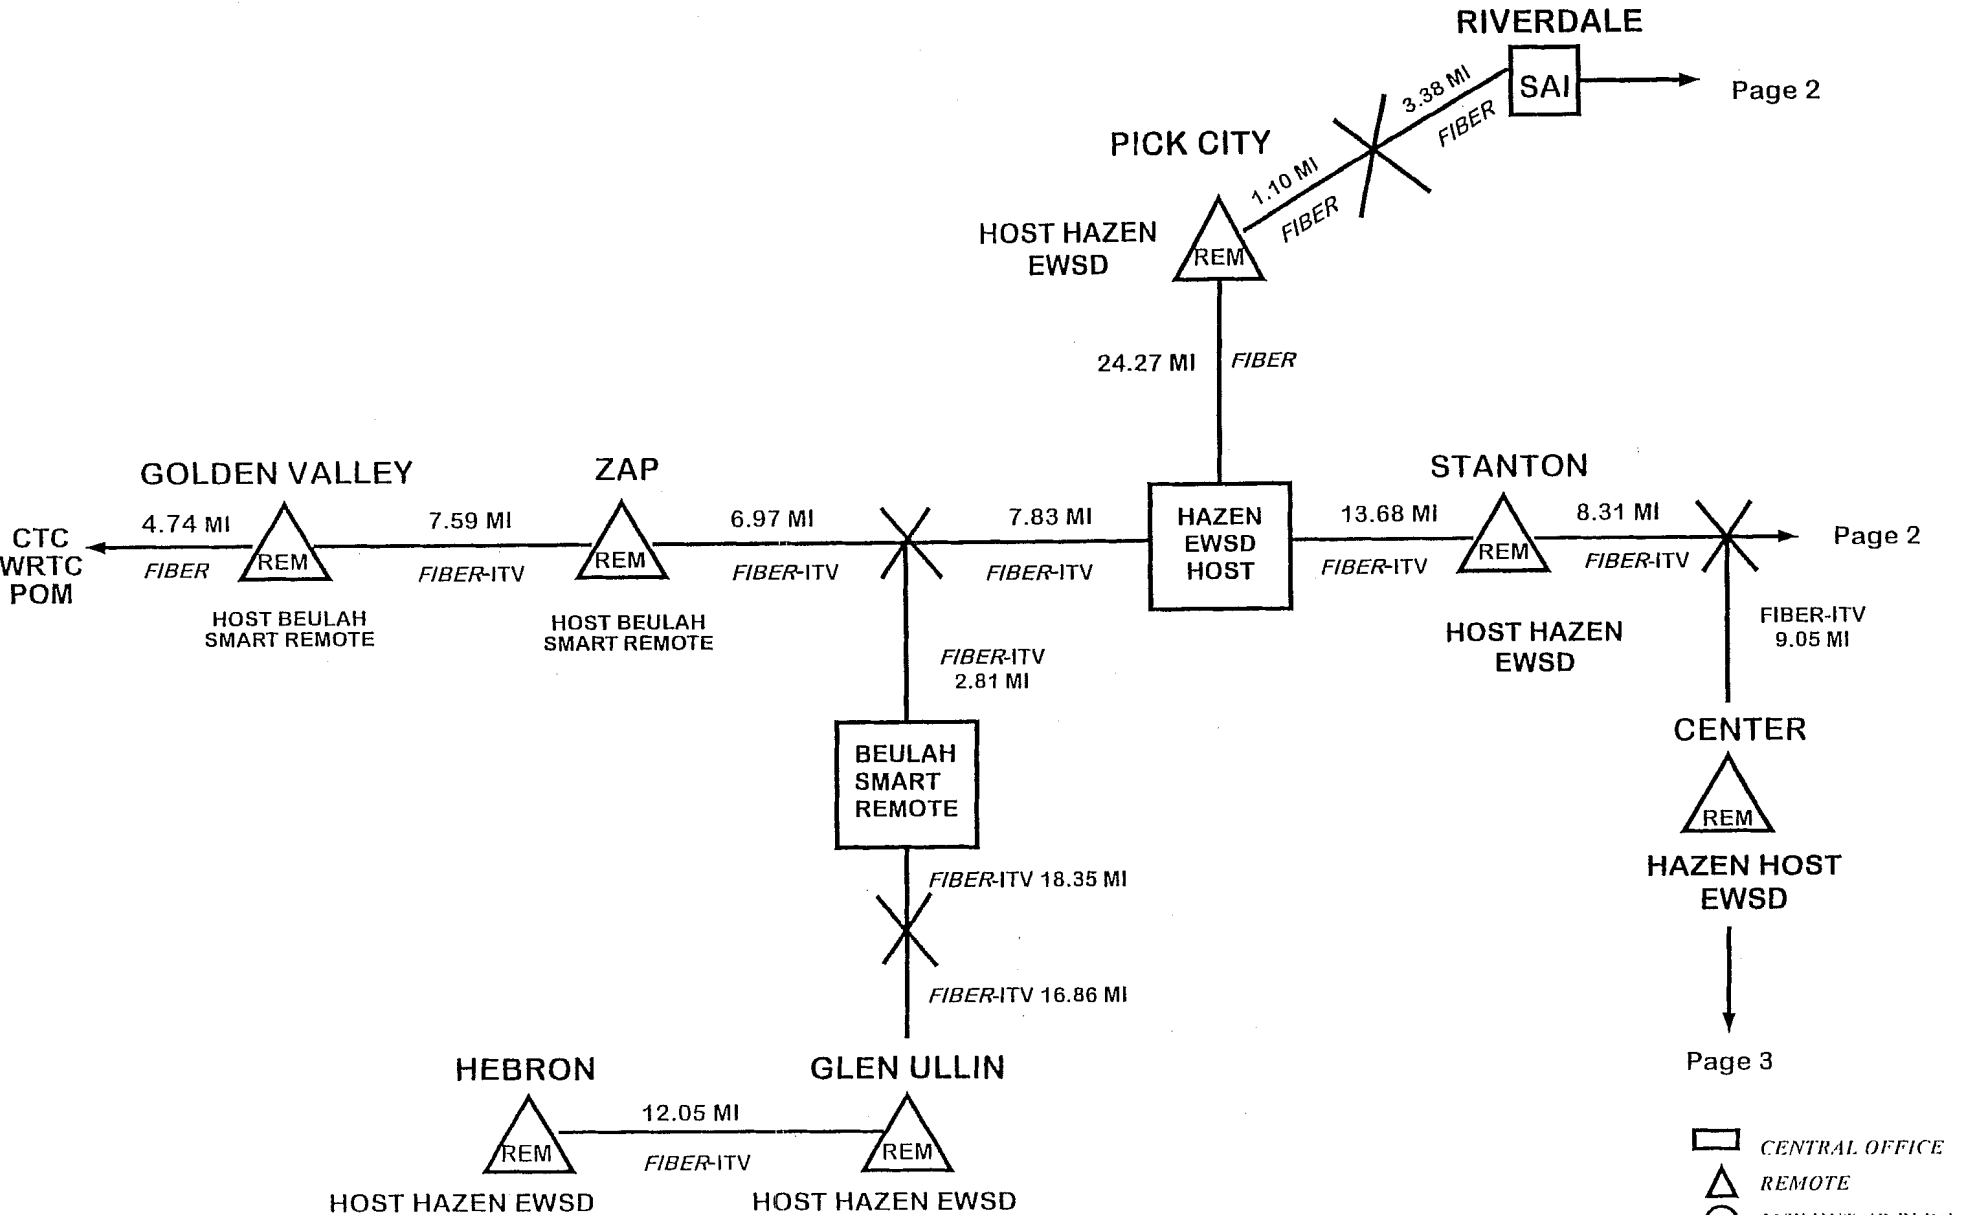 RIVERDALE
SAI
Page 2
3.38 MI
FIBER
PICK CITY
1.10 MI
FIBER
HOST HAZEN
EWSD
REM
24.27 MI
FIBER
GOLDEN VALLEY
ZAP
STANTON
CTC
WRTC
POM
4.74 MI
FIBER
REM
HOST BEULAH
SMART REMOTE
7.59 MI
FIBER-ITV
REM
HOST BEULAH
SMART REMOTE
6.97 MI
FIBER-ITV
7.83 MI
FIBER-ITV
HAZEN
EWSD
HOST
13.68 MI
FIBER-ITV
REM
HOST HAZEN
EWSD
8.31 MI
FIBER-ITV
Page 2
FIBER-ITV
9.05 MI
FIBER-ITV
2.81 MI
BEULAH
SMART
REMOTE
CENTER
REM
HAZEN HOST
EWSD
Page 3
FIBER-ITV 18.35 MI
FIBER-ITV 16.86 MI
HEBRON
REM
HOST HAZEN EWSD
12.05 MI
FIBER-ITV
GLEN ULLIN
REM
HOST HAZEN EWSD
CENTRAL OFFICE
REMOTE